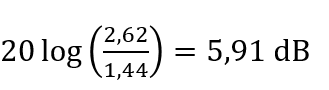 20 log (2,62/1,44) = 5,91 dB